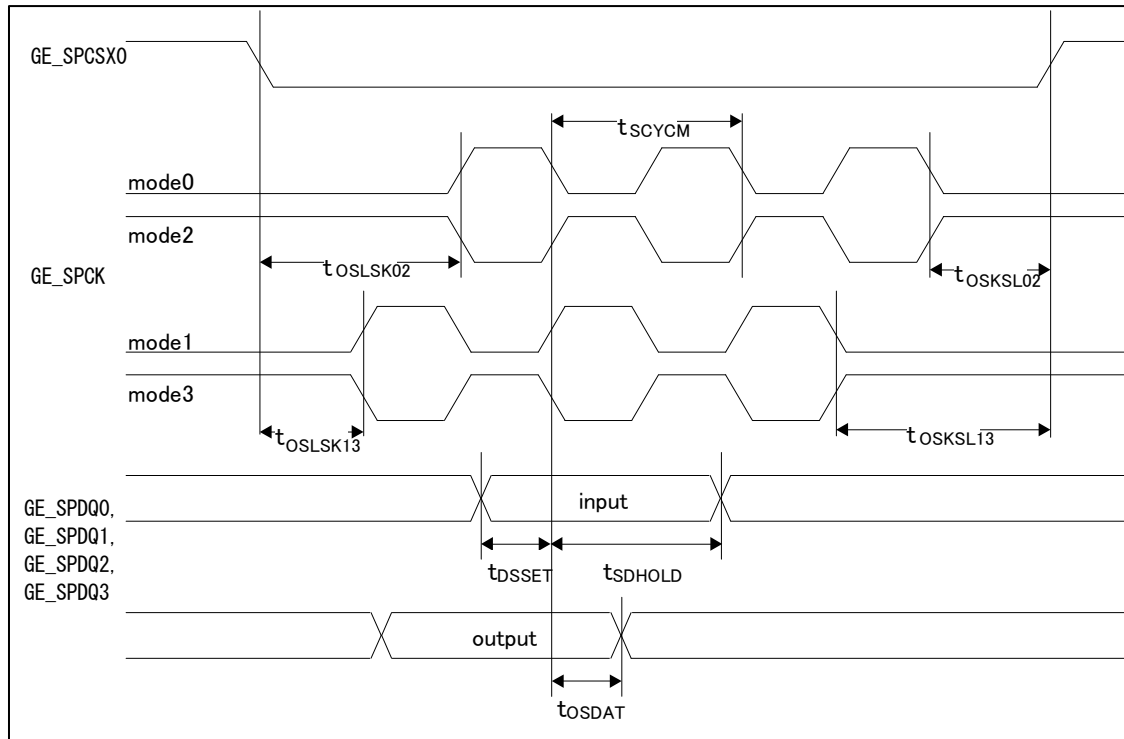 GE_SPCSX0
tSCYCM
mode0
mode2
tOSLSK02
GE_SPCK
tOSKSL02
mode1
mode3
tOSLSK13
tOSKSL13
input
GE_SPDQ0,
GE_SPDQ1,
GE_SPDQ2,
GE_SPDQ3
tDSSET
tSDHOLD
output
tOSDAT